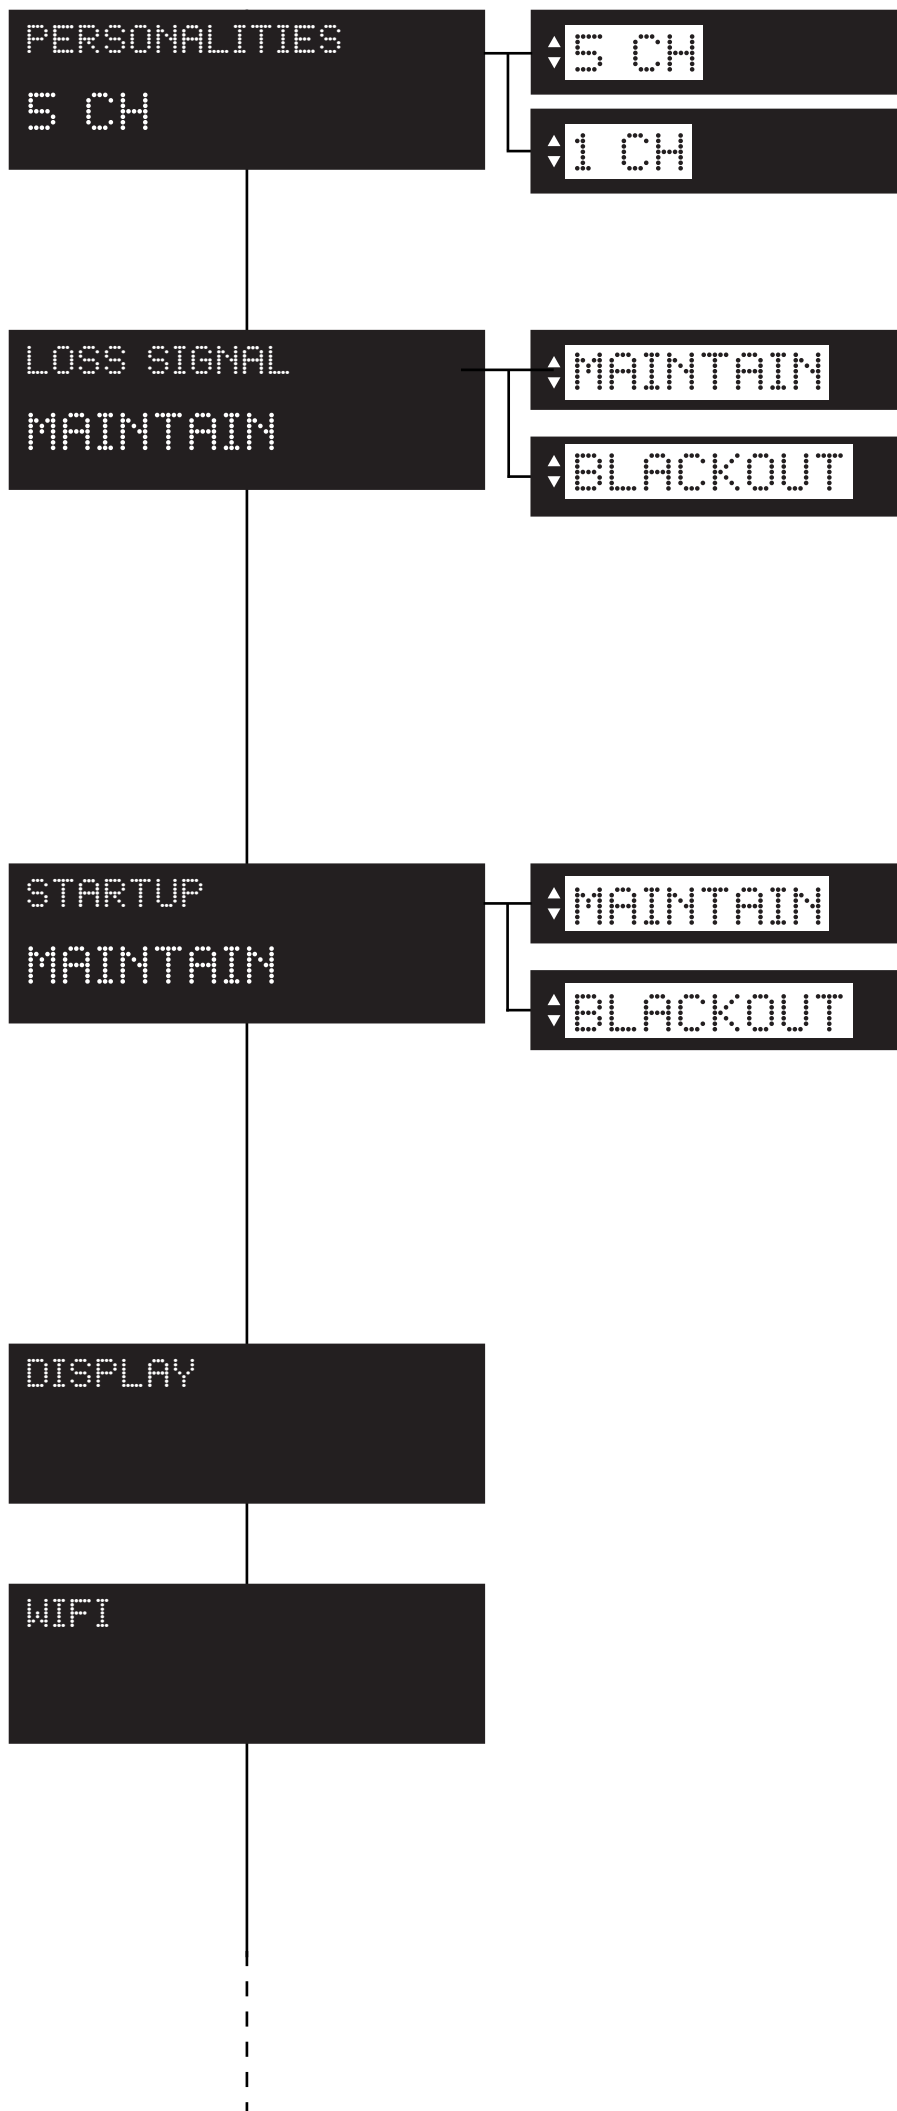 PERSONALITIES
5 CH
5 CH
1 CH
LOSS SIGNAL
MAINTAIN
MAINTAIN
BLACKOUT
STARTUP
MAINTAIN
MAINTAIN
BLACKOUT
DISPLAY
WIFI